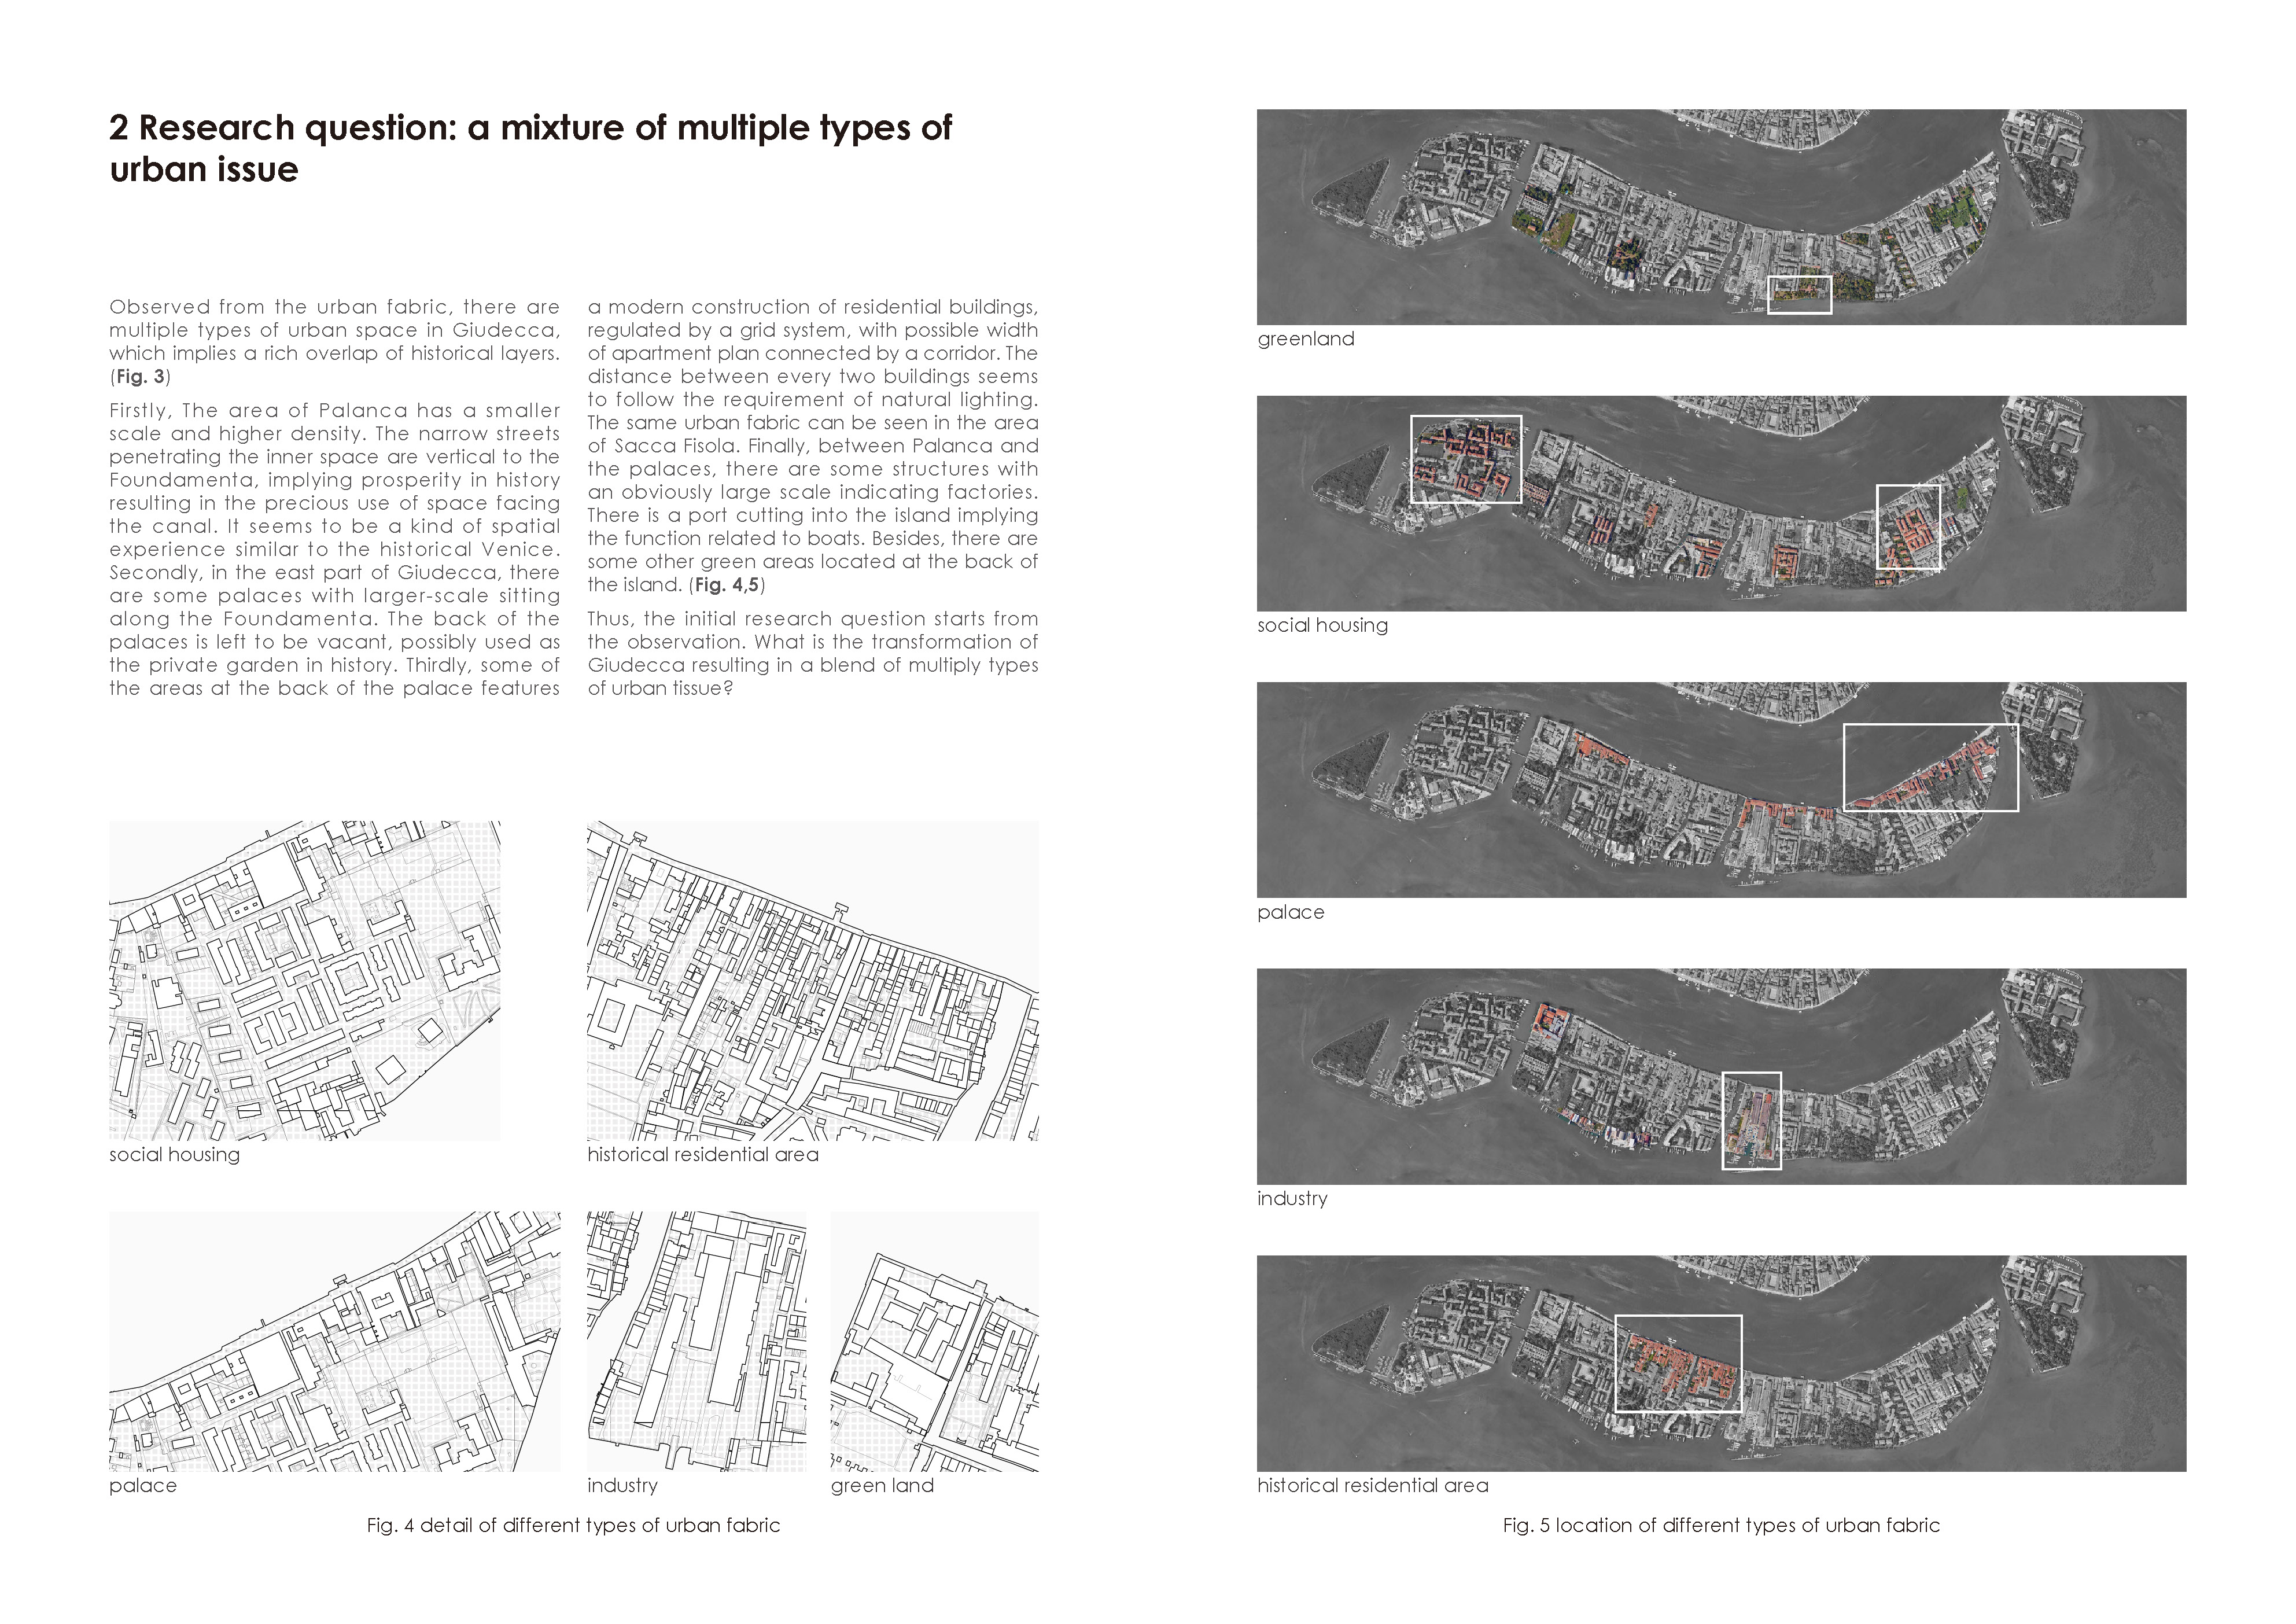 2 Research question: a mixture of multiple types of
urban issue
Observed from the urban fabric, there are
multiple types of urban space in Giudecca,
which implies a rich overlap of historical layers.
(Fig. 3)
Firstly, The area of Palanca has a smaller
scale and higher density. The narrow streets
penetrating the inner space are vertical to the
Foundamenta, implying prosperity in history
resulting in the precious use of space facing
the canal. It seems to be a kind of spatial
experience similar to the historical Venice.
Secondly, in the east part of Giudecca, there
are some palaces with larger-scale sitting
along the Foundamenta. The back of the
palaces is left to be vacant, possibly used as
the private garden in history. Thirdly, some of
the areas at the back of the palace features
a modern construction of residential buildings,
regulated by a grid system, with possible width
of apartment plan connected by a corridor. The
distance between every two buildings seems
to follow the requirement of natural lighting.
The same urban fabric can be seen in the area
of Sacca Fisola. Finally, between Palanca and
the palaces, there are some structures with
an obviously large scale indicating factories.
There is a port cutting into the island implying
the function related to boats. Besides, there are
some other green areas located at the back of
the island. (Fig. 4,5)
Thus, the initial research question starts from
the observation. What is the transformation of
Giudecca resulting in a blend of multiply types
of urban tissue?
social housing
historical residential area
palace
industry
green land
Fig. 4 detail of different types of urban fabric
greenland
social housing
palace
industry
historical residential area
Fig. 5 location of different types of urban fabric